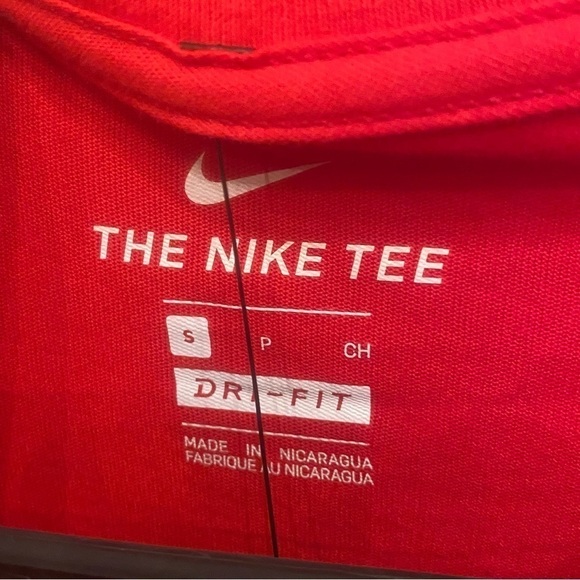 THE NIKE TEE
S P CH
DRI-FIT
MADE IN NICARAGUA
FABRIQUE AU NICARAGUA